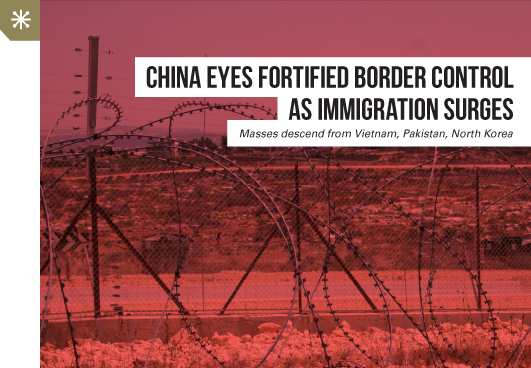 CHINA EYES FORTIFIED BORDER CONTROL
AS IMMIGRATION SURGES
Masses descend from Vietnam, Pakistan, North Korea